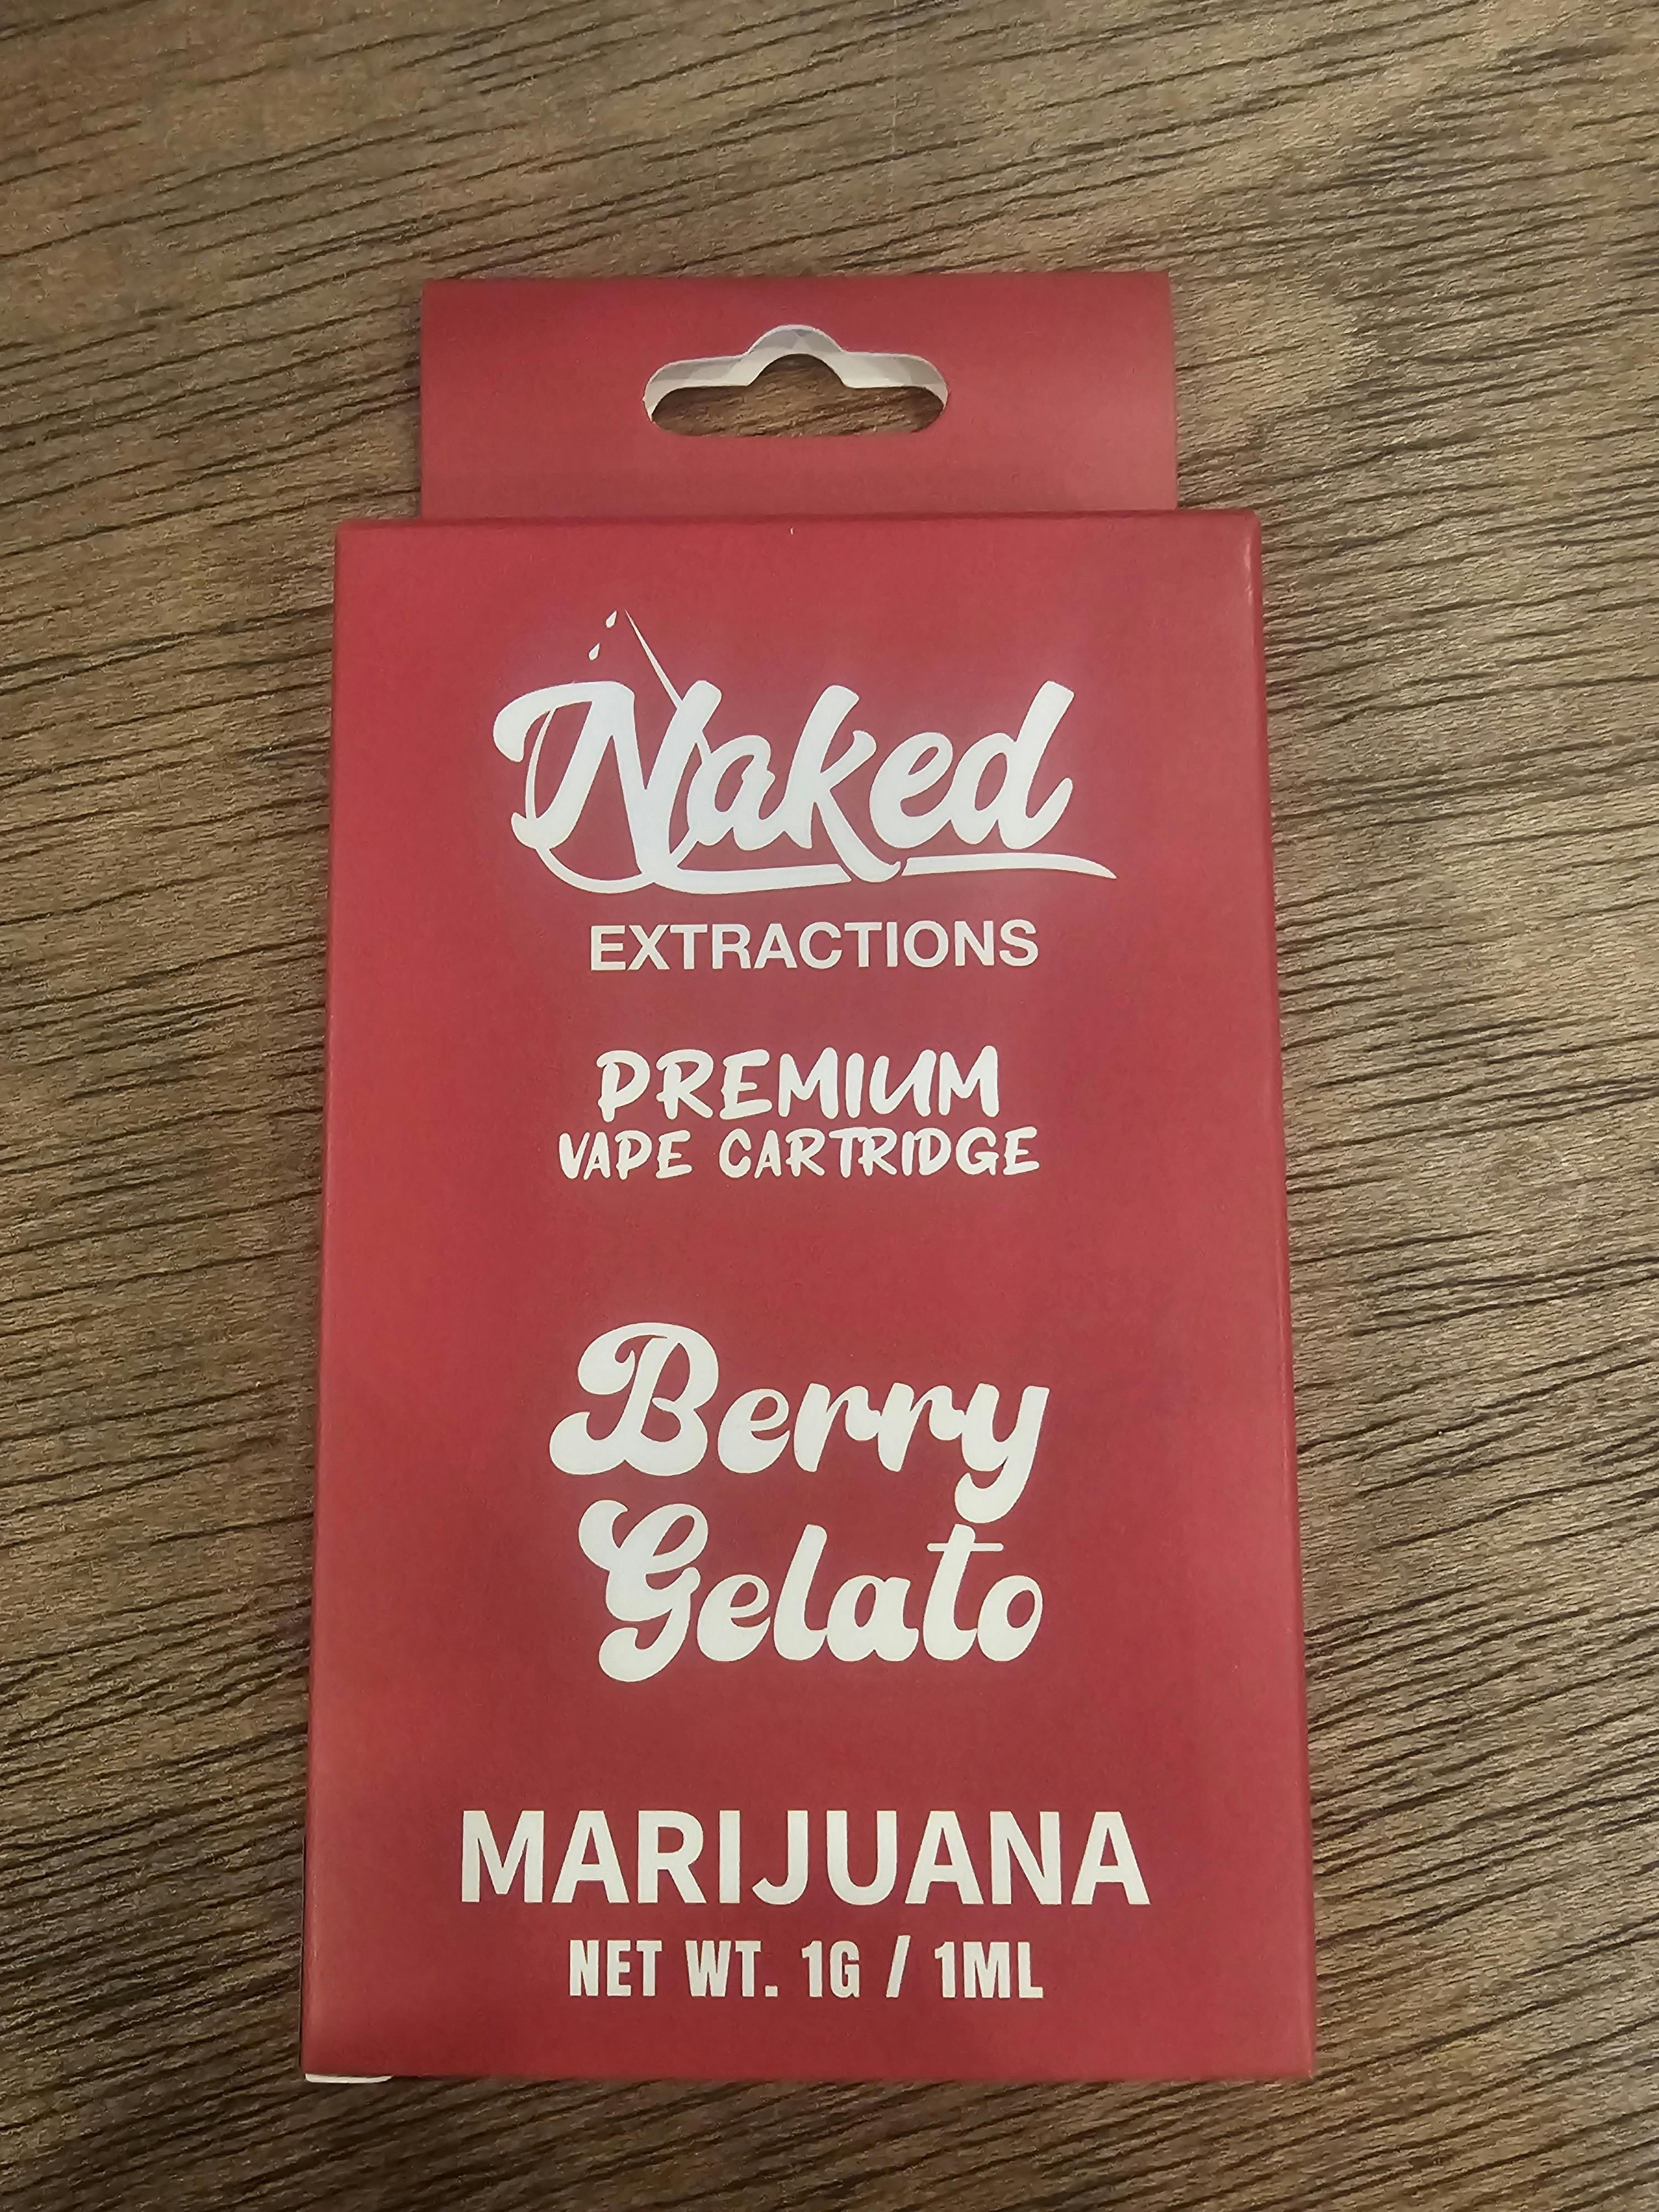 Naked
EXTRACTIONS
PREMIUM
VAPE CARTRIDGE
Berry
Gelato
MARIJUANA
NET WT. 1G / 1ML